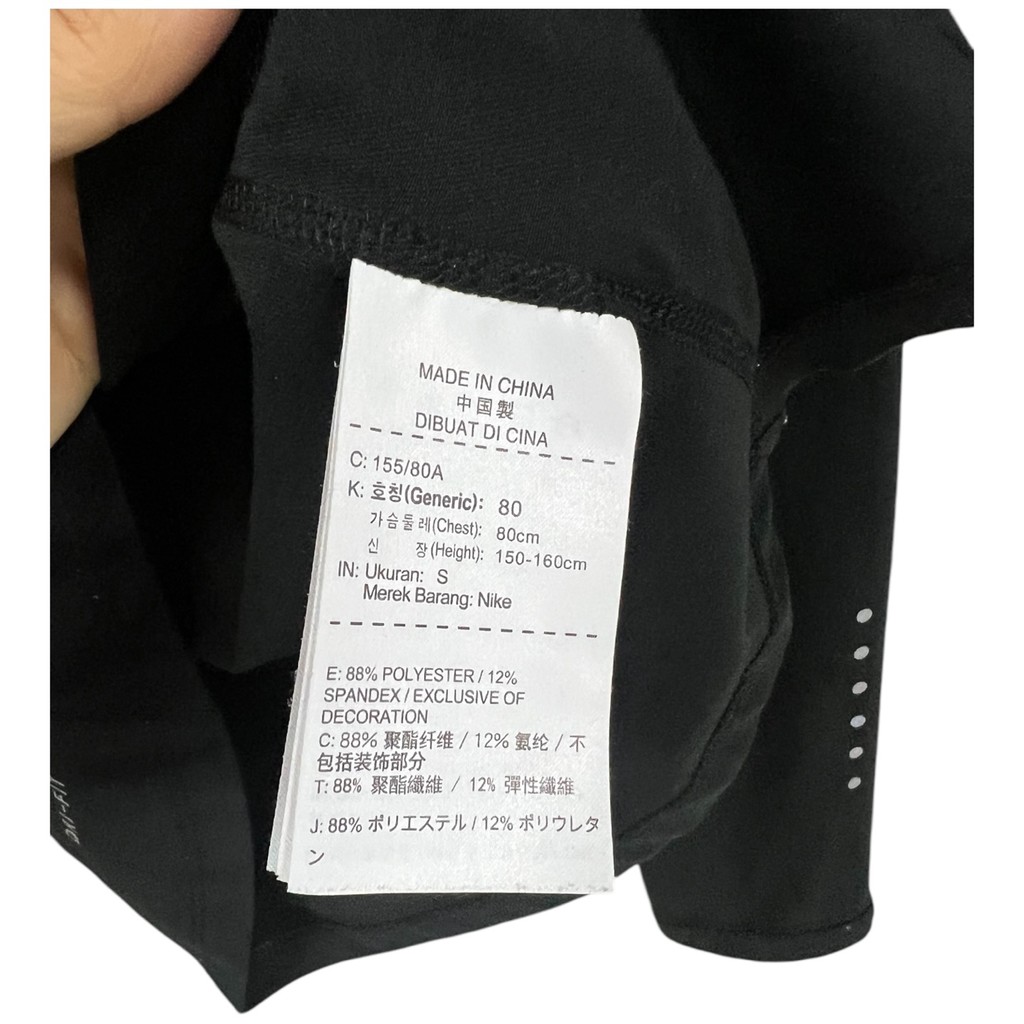 MADE IN CHINA
中国製
DIBUAT DI CINA
C: 155/80A
K: 호칭(Generic): 80
가슴둘레(Chest): 80cm
신 장(Height): 150-160cm
IN: Ukuran: S
Merek Barang: Nike
E: 88% POLYESTER / 12%
SPANDEX / EXCLUSIVE OF
DECORATION
C: 88% 聚酯纤维 / 12% 氨纶 / 不
包括装饰部分
T: 88% 聚酯纖維 / 12% 彈性纖維
J: 88% ポリエステル / 12% ポリウレタ
ン
DRI-FIT